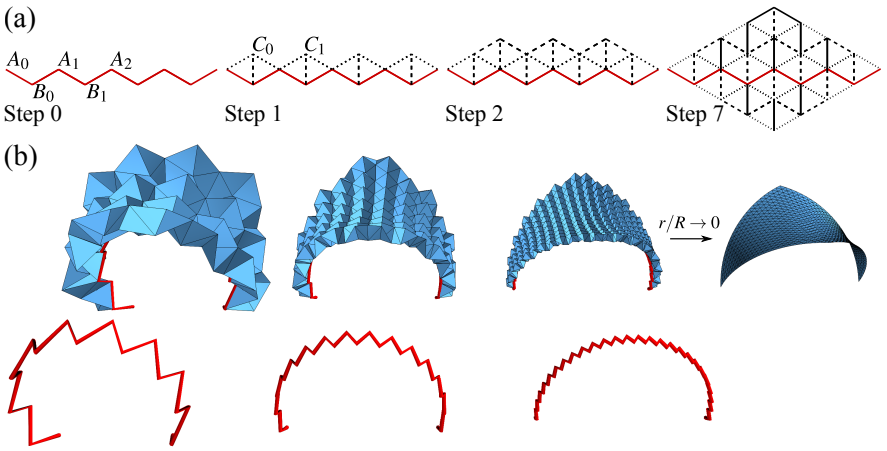 (a)
A₀ A₁ A₂
B₀ B₁
Step 0
C₀ C₁
Step 1
Step 2
Step 7
(b)
r/R → 0